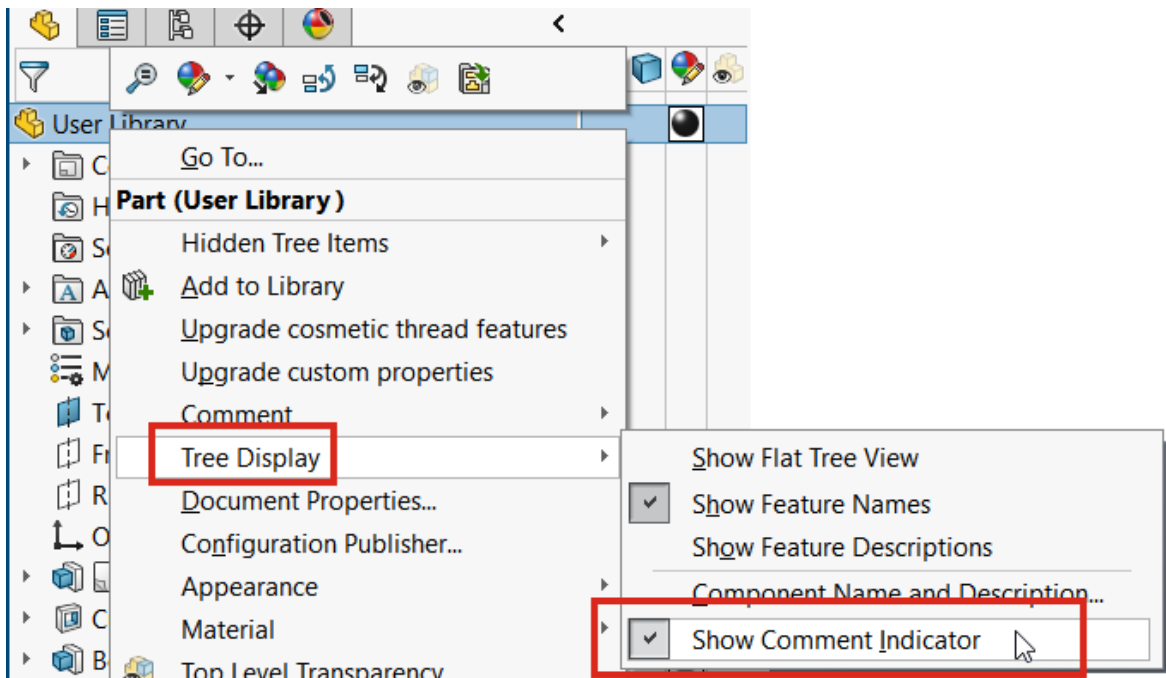 User Library
Go To...
Part (User Library )
Hidden Tree Items
Add to Library
Upgrade cosmetic thread features
Upgrade custom properties
Comment
Tree Display
Document Properties...
Configuration Publisher...
Appearance
Material
Top Level Transparency
Show Flat Tree View
Show Feature Names
Show Feature Descriptions
Component Name and Description...
Show Comment Indicator